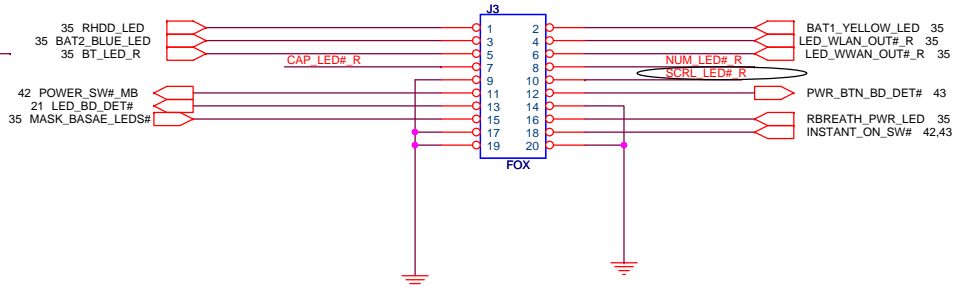 J3
35 RHDD_LED 1 2 BAT1_YELLOW_LED 35
35 BAT2_BLUE_LED 3 4 LED_WLAN_OUT#_R 35
35 BT_LED_R 5 6 LED_WWAN_OUT#_R 35
CAP_LED#_R 7 8 NUM_LED#_R
9 10 SCRL_LED#_R
42 POWER_SW#_MB 11 12 PWR_BTN_BD_DET# 43
21 LED_BD_DET# 13 14
35 MASK_BASAE_LEDS# 15 16 RBREATH_PWR_LED 35
17 18 INSTANT_ON_SW# 42,43
19 20
FOX